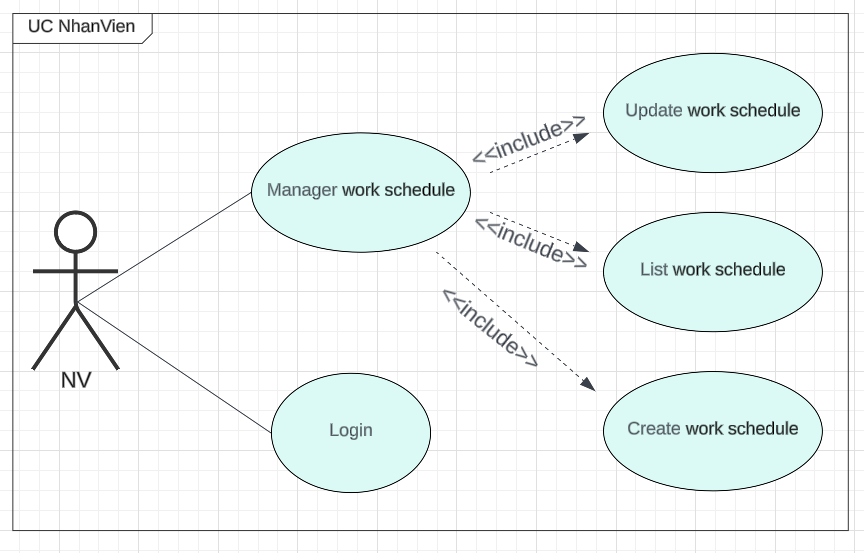 UC NhanVien
Update work schedule
<<include>>
Manager work schedule
<<include>>
List work schedule
<<include>>
NV
Login
Create work schedule